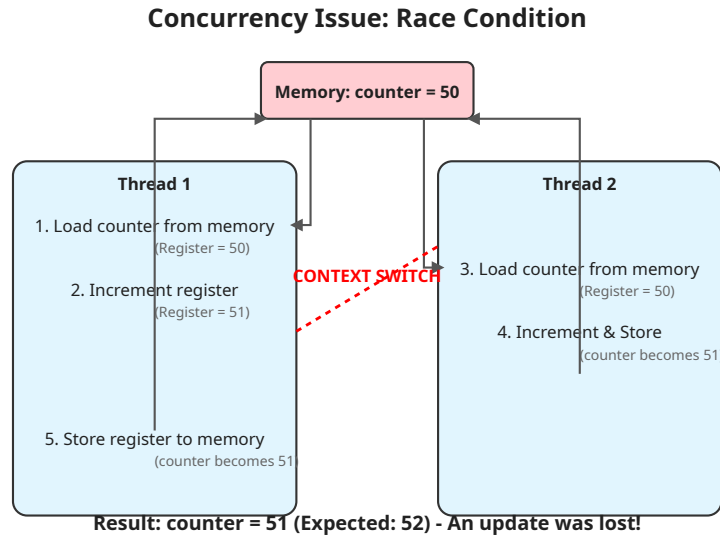 Concurrency Issue: Race Condition
Memory: counter = 50
Thread 1
1. Load counter from memory
(Register = 50)
2. Increment register
(Register = 51)
5. Store register to memory
(counter becomes 51)
CONTEXT SWITCH
Thread 2
3. Load counter from memory
(Register = 50)
4. Increment & Store
(counter becomes 51
Result: counter = 51 (Expected: 52) - An update was lost!